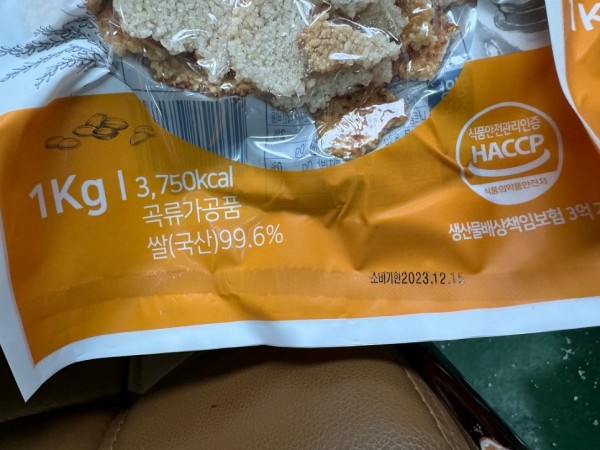 1Kg | 3,750kcal
곡류가공품
쌀(국산)99.6%
식품안전관리인증
HACCP
식품의약품안전처
생산물배상책임보험 3억
소비기한2023.12.15
1K